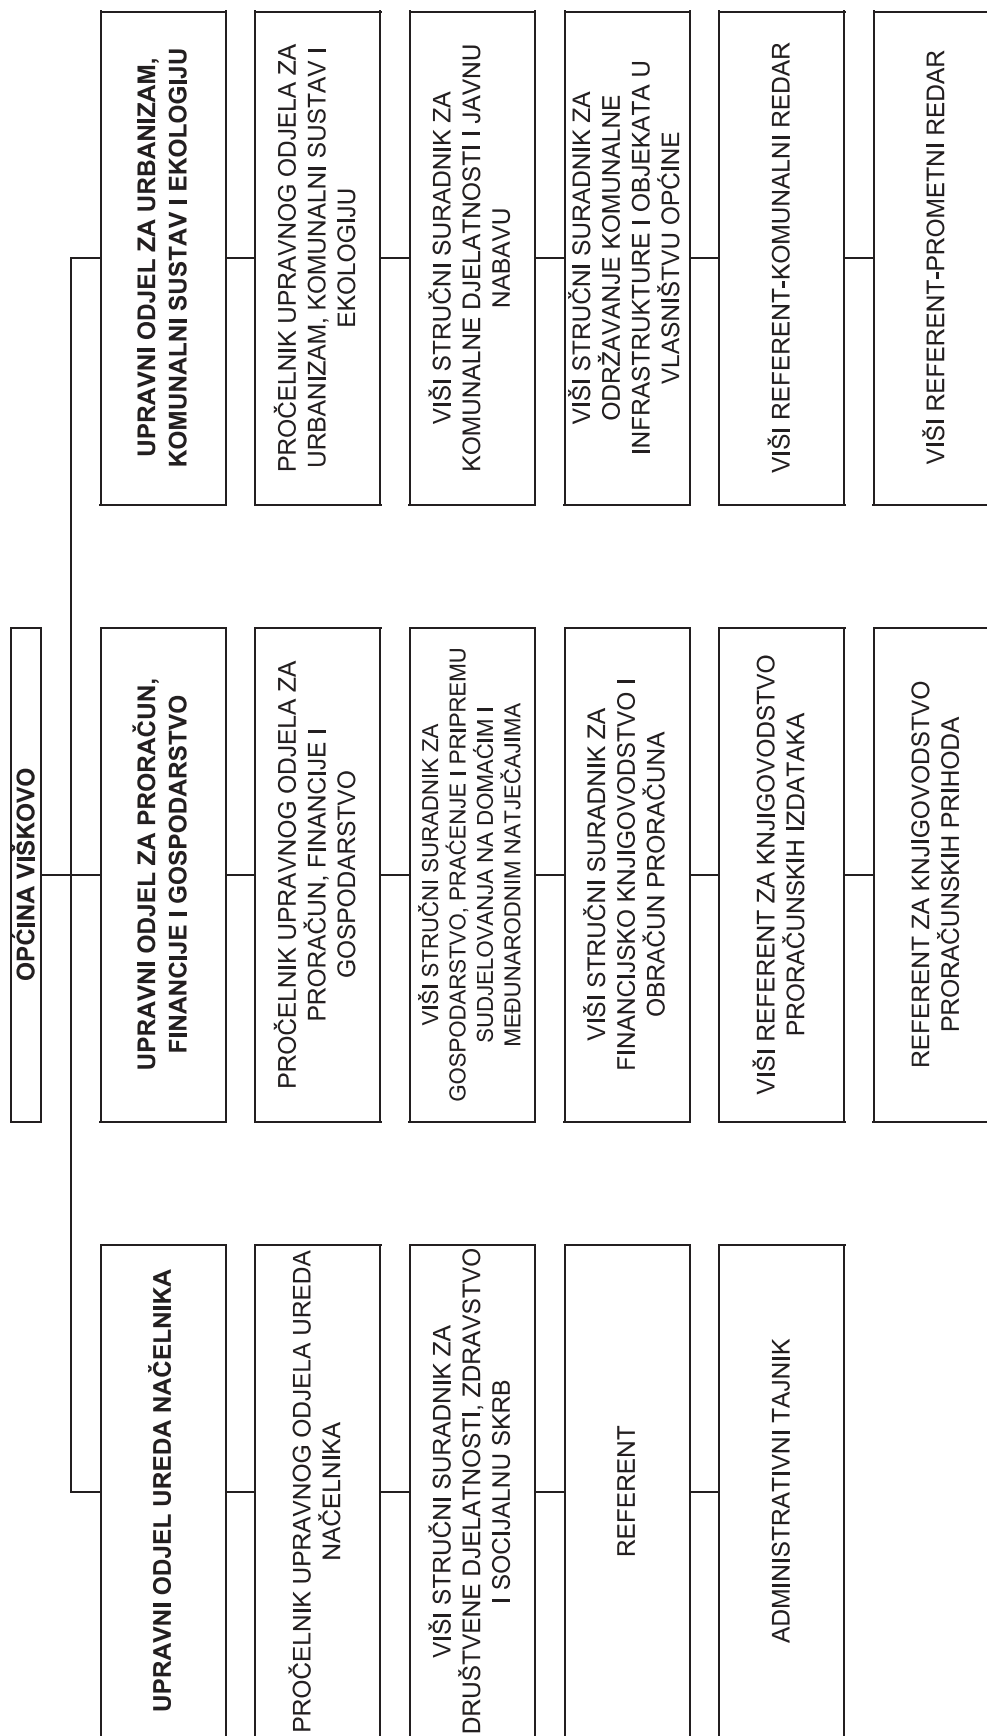 OPĆINA VIŠKOVO
UPRAVNI ODJEL UREDA NAČELNIKA
PROČELNIK UPRAVNOG ODJELA UREDA
NAČELNIKA
VIŠI STRUČNI SURADNIK ZA
DRUŠTVENE DJELATNOSTI, ZDRAVSTVO
I SOCIJALNU SKRB
REFERENT
ADMINISTRATIVNI TAJNIK
UPRAVNI ODJEL ZA PRORAČUN,
FINANCIJE I GOSPODARSTVO
PROČELNIK UPRAVNOG ODJELA ZA
PRORAČUN, FINANCIJE I
GOSPODARSTVO
VIŠI STRUČNI SURADNIK ZA
GOSPODARSTVO, PRAĆENJE I PRIPREMU
SUDJELOVANJA NA DOMAĆIM I
MEĐUNARODNIM NATJEČAJIMA
VIŠI STRUČNI SURADNIK ZA
FINANCIJSKO KNJIGOVODSTVO I
OBRAČUN PRORAČUNA
VIŠI REFERENT ZA KNJIGOVODSTVO
PRORAČUNSKIH IZDATAKA
REFERENT ZA KNJIGOVODSTVO
PRORAČUNSKIH PRIHODA
UPRAVNI ODJEL ZA URBANIZAM,
KOMUNALNI SUSTAV I EKOLOGIJU
PROČELNIK UPRAVNOG ODJELA ZA
URBANIZAM, KOMUNALNI SUSTAV I
EKOLOGIJU
VIŠI STRUČNI SURADNIK ZA
KOMUNALNE DJELATNOSTI I JAVNU
NABAVU
VIŠI STRUČNI SURADNIK ZA
ODRŽAVANJE KOMUNALNE
INFRASTRUKTURE I OBJEKATA U
VLASNIŠTVU OPĆINE
VIŠI REFERENT-KOMUNALNI REDAR
VIŠI REFERENT-PROMETNI REDAR